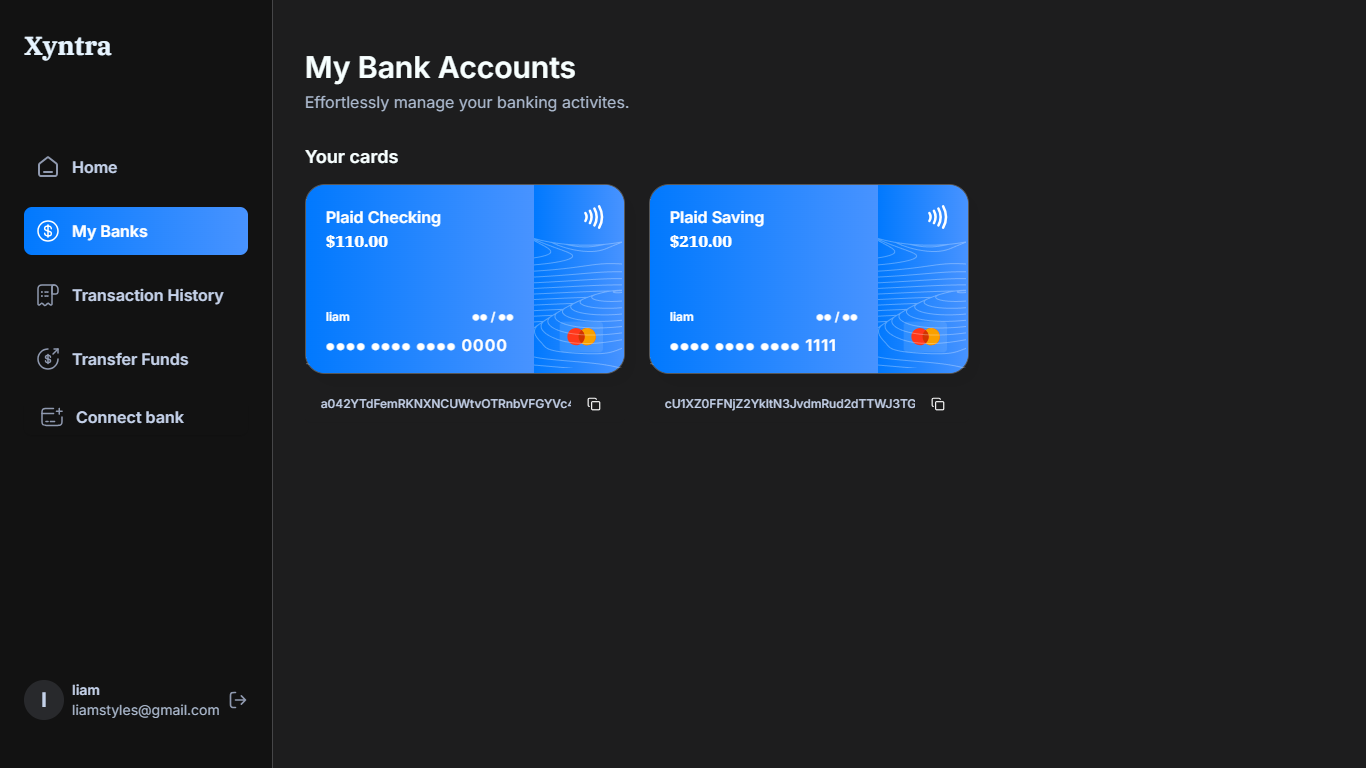 Xyntra
Home
My Banks
Transaction History
Transfer Funds
Connect bank
l
liam
liamstyles@gmail.com
My Bank Accounts
Effortlessly manage your banking activites.
Your cards
Plaid Checking
$110.00
liam
●● / ●●
●●●● ●●●● ●●●● 0000
a042YTdFemRKNXNCUWtvOTRnbVFGYVc4
Plaid Saving
$210.00
liam
●● / ●●
●●●● ●●●● ●●●● 1111
cU1XZ0FFNjZ2YkltN3JvdmRud2dTTWJ3TG